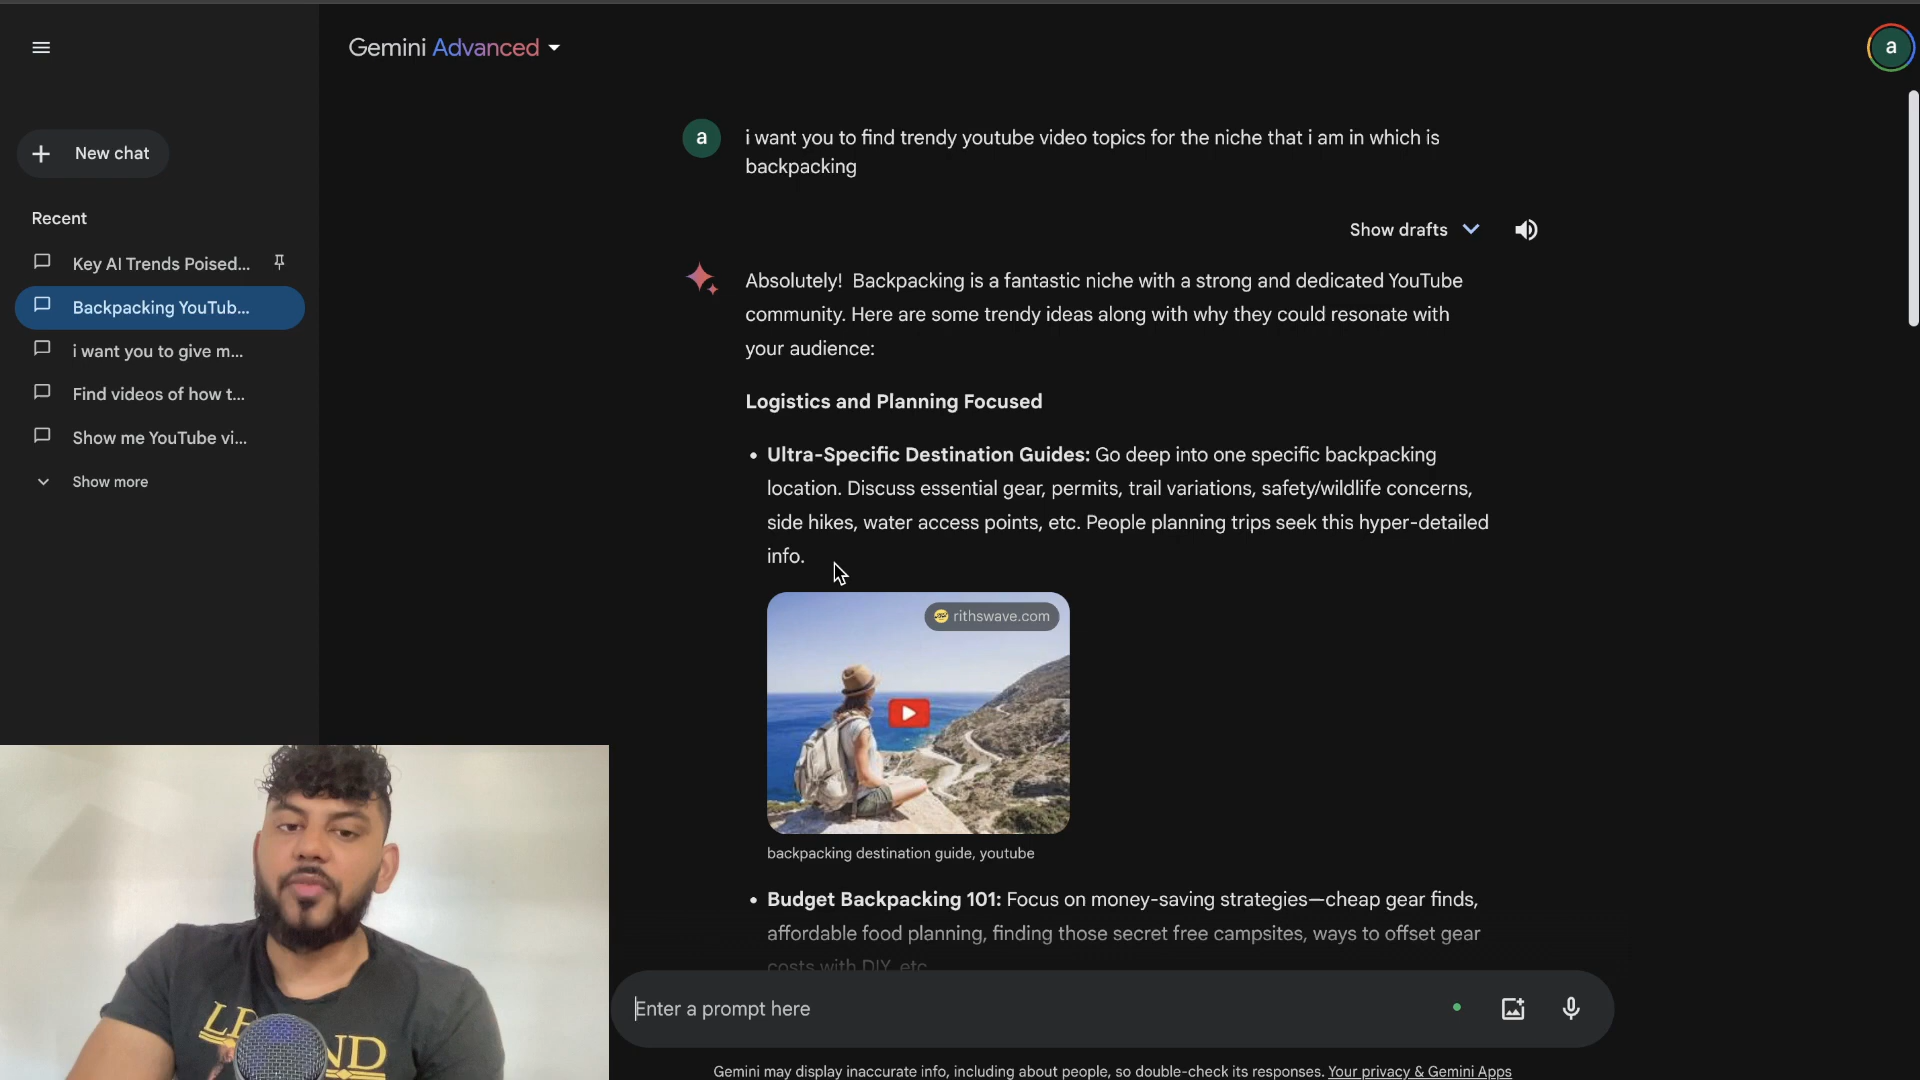 Gemini Advanced
a
New chat
Recent
Key AI Trends Poised...
Backpacking YouTub...
i want you to give m...
Find videos of how t...
Show me YouTube vi...
Show more
a
i want you to find trendy youtube video topics for the niche that i am in which is
backpacking
Show drafts
Absolutely! Backpacking is a fantastic niche with a strong and dedicated YouTube
community. Here are some trendy ideas along with why they could resonate with
your audience:
Logistics and Planning Focused
• Ultra-Specific Destination Guides: Go deep into one specific backpacking
location. Discuss essential gear, permits, trail variations, safety/wildlife concerns,
side hikes, water access points, etc. People planning trips seek this hyper-detailed
info.
rithswave.com
backpacking destination guide, youtube
• Budget Backpacking 101: Focus on money-saving strategies—cheap gear finds,
affordable food planning, finding those secret free campsites, ways to offset gear
costs with DIY, etc.
Enter a prompt here
Gemini may display inaccurate info, including about people, so double-check its responses. Your privacy & Gemini Apps